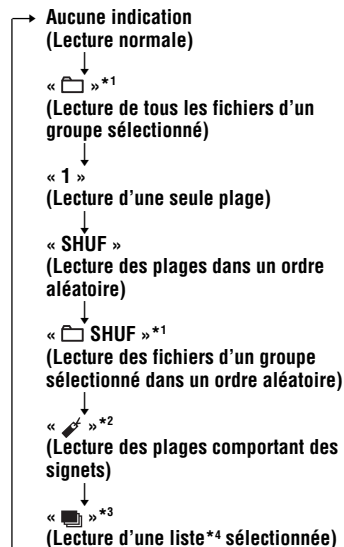 Aucune indication
(Lecture normale)
« »*1
(Lecture de tous les fichiers d’un
groupe sélectionné)
« 1 »
(Lecture d’une seule plage)
« SHUF »
(Lecture des plages dans un ordre
aléatoire)
« SHUF »*1
(Lecture des fichiers d’un groupe
sélectionné dans un ordre aléatoire)
« »*2
(Lecture des plages comportant des
signets)
« »*3
(Lecture d’une liste*4 sélectionnée)